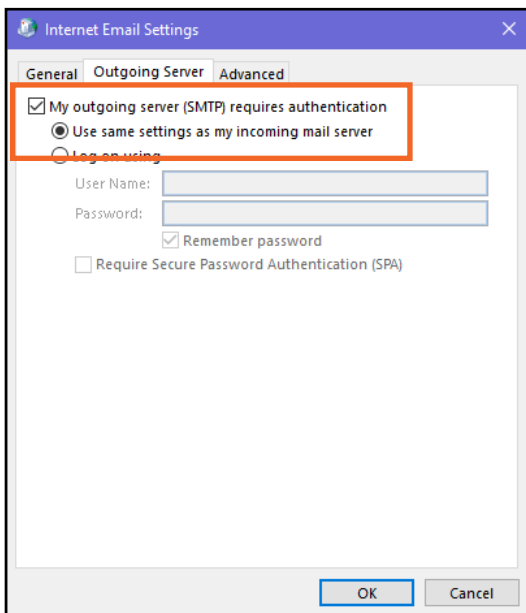 Internet Email Settings
General Outgoing Server Advanced
My outgoing server (SMTP) requires authentication
Use same settings as my incoming mail server
Log on using
User Name:
Password:
Remember password
Require Secure Password Authentication (SPA)
OK Cancel